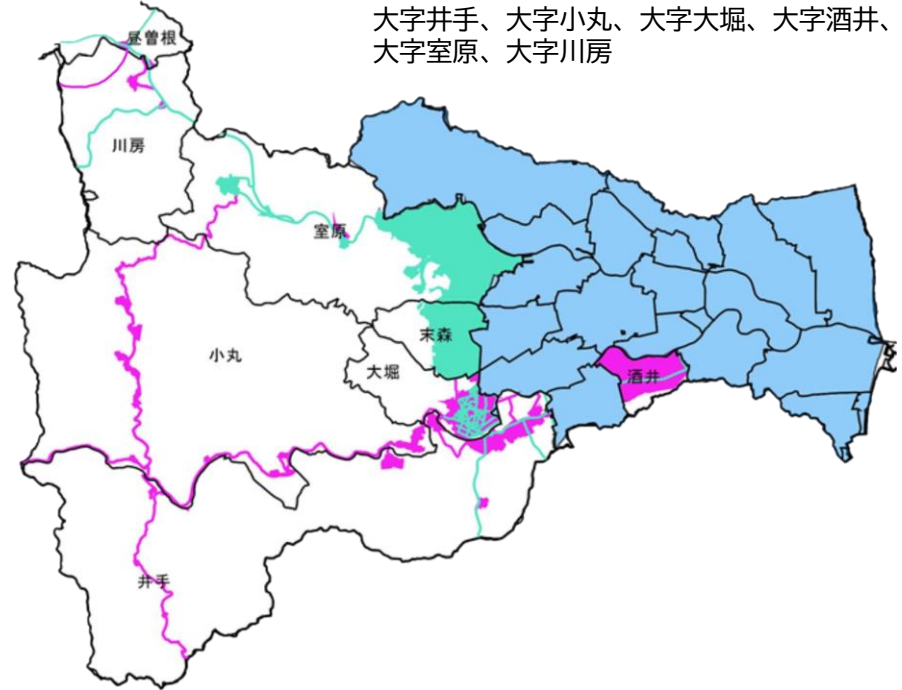 大字井手、大字小丸、大字大堀、大字酒井、
大字室原、大字川房
昼曽根
川房
室原
末森
小丸
大堀
酒井
井手